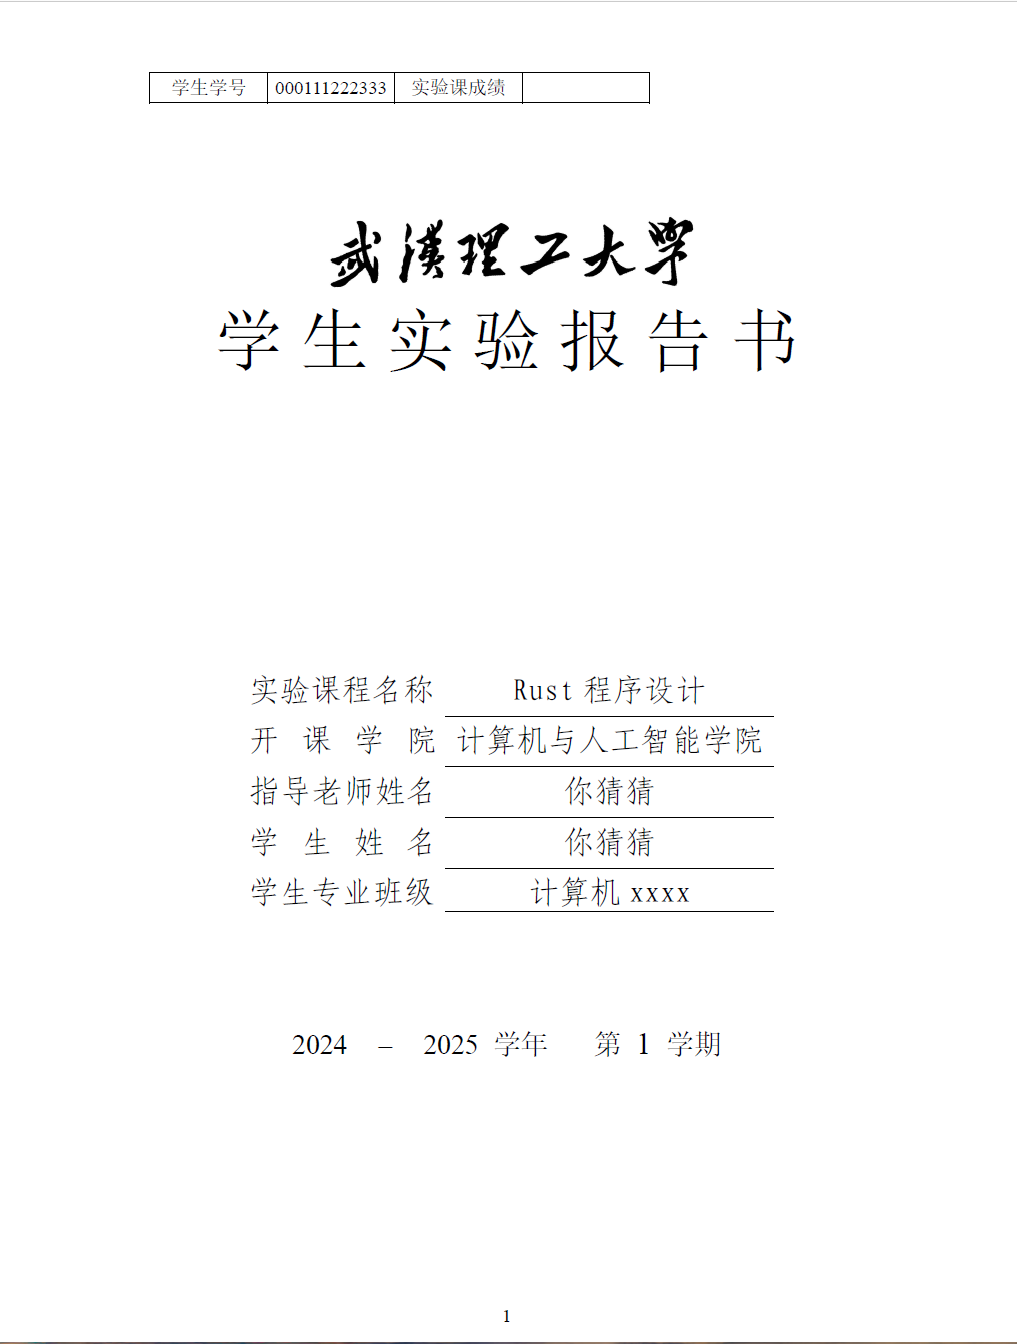 学生学号 000111222333 实验课成绩
武漢理工大學
学生实验报告书
实验课程名称 Rust 程序设计
开课学院 计算机与人工智能学院
指导老师姓名 你猜猜
学生姓名 你猜猜
学生专业班级 计算机 xxxx
2024 – 2025 学年 第 1 学期
1